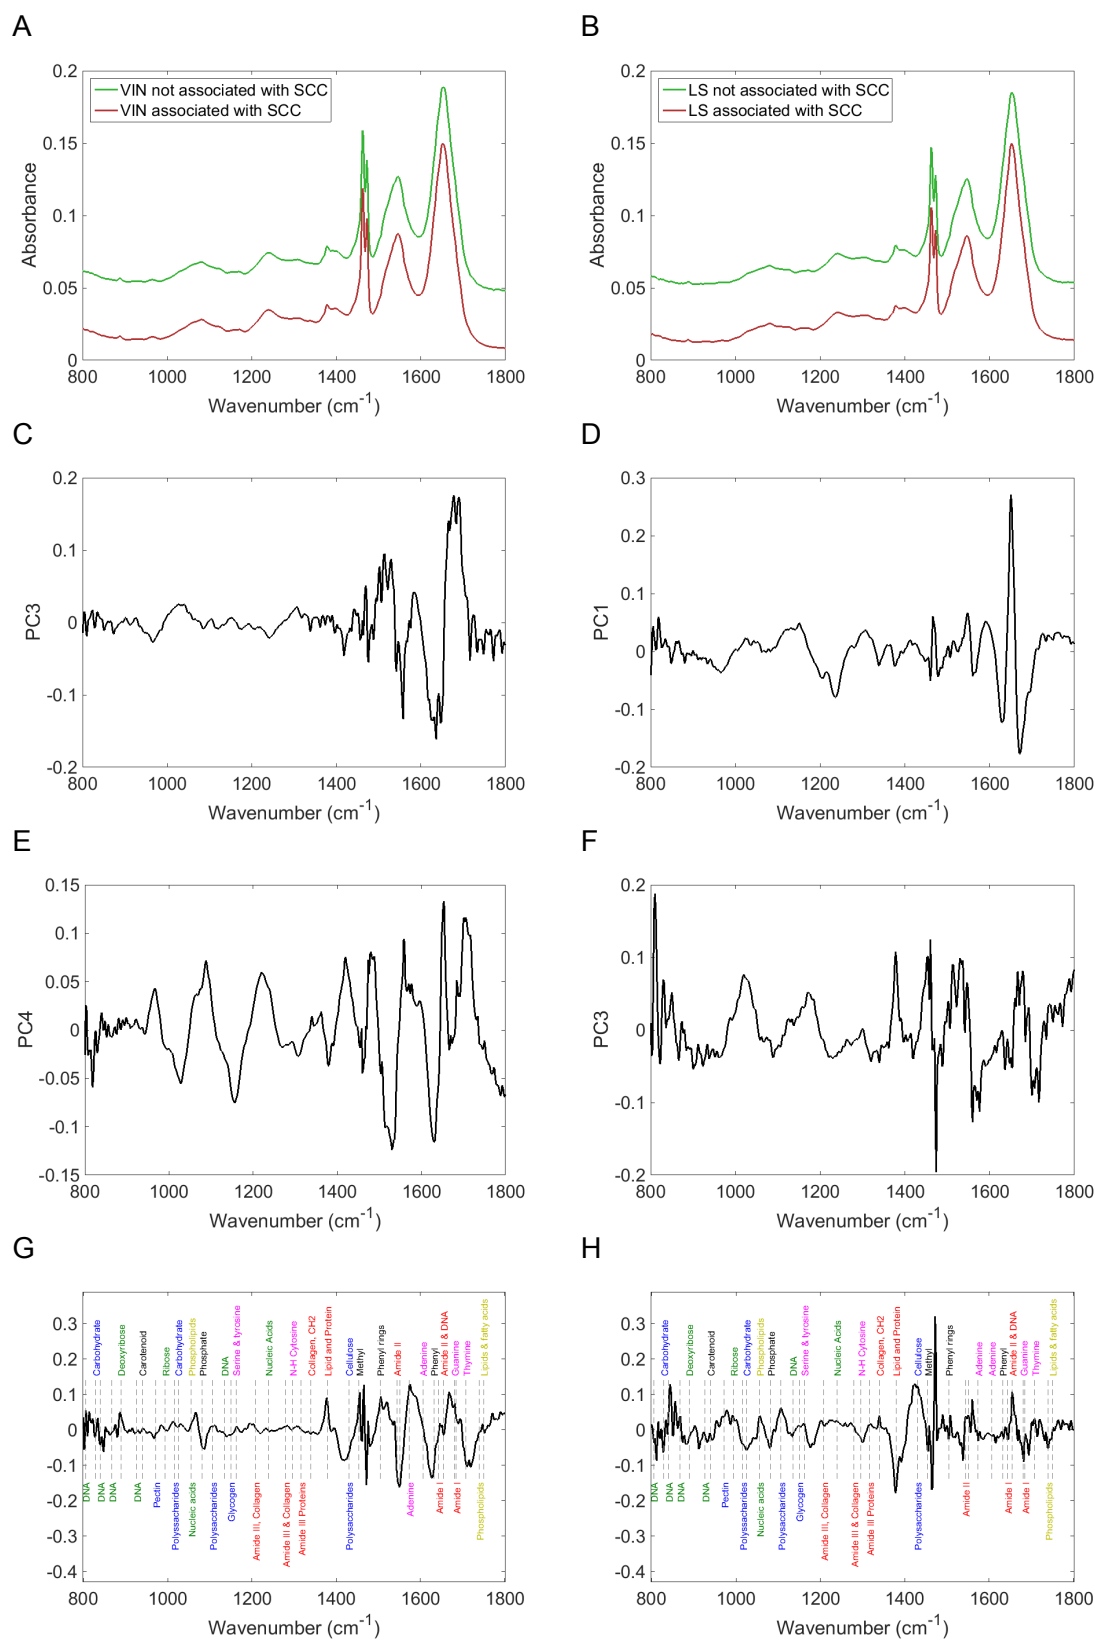 A
B
0.2
0.15
0.1
0.05
0
Absorbance
VIN not associated with SCC
VIN associated with SCC
800
1000
1200
1400
1600
1800
Wavenumber (cm-1)
0.2
0.15
0.1
0.05
0
Absorbance
LS not associated with SCC
LS associated with SCC
800
1000
1200
1400
1600
1800
Wavenumber (cm-1)
C
D
0.2
0.1
0
-0.1
-0.2
PC3
800
1000
1200
1400
1600
1800
Wavenumber (cm-1)
0.3
0.2
0.1
0
-0.1
-0.2
PC1
800
1000
1200
1400
1600
1800
Wavenumber (cm-1)
E
F
0.15
0.1
0.05
0
-0.05
-0.1
-0.15
PC4
800
1000
1200
1400
1600
1800
Wavenumber (cm-1)
0.2
0.1
0
-0.1
-0.2
PC3
800
1000
1200
1400
1600
1800
Wavenumber (cm-1)
G
H
0.3
0.2
0.1
0
-0.1
-0.2
-0.3
-0.4
Carbohydrate
Deoxyribose
Carotenoid
Ribose
Carbohydrate
Phospholipids
Phosphate
DNA
Serine & tyrosine
Nucleic Acids
N-H Cytosine
Collagen, CH2
Lipid and Protein
Cellulose
Methyl
Phenyl rings
Amide II
Adenine
Phenyl
Amide II & DNA
Guanine
Thymine
Lipids & fatty acids
DNA
DNA
DNA
DNA
Pectin
Polyssaccharides
Nucleic acids
Polysaccharides
Glycogen
Amide III, Collagen
Amide III & Collagen
Amide III Proteins
Polysaccharides
Adenine
Amide I
Amide I
Phospholipids
800
1000
1200
1400
1600
1800
Wavenumber (cm-1)
0.3
0.2
0.1
0
-0.1
-0.2
-0.3
-0.4
Carbohydrate
Deoxyribose
Carotenoid
Ribose
Carbohydrate
Phospholipids
Phosphate
DNA
Serine & tyrosine
Nucleic Acids
N-H Cytosine
Collagen, CH2
Lipid and Protein
Cellulose
Methyl
Phenyl rings
Adenine
Adenine
Phenyl
Amide II & DNA
Guanine
Thymine
Lipids & fatty acids
DNA
DNA
DNA
DNA
Pectin
Polysaccharides
Nucleic acids
Polysaccharides
Glycogen
Amide III, Collagen
Amide III & Collagen
Amide III Proteins
Polysaccharides
Amide II
Amide I
Amide I
Phospholipids
800
1000
1200
1400
1600
1800
Wavenumber (cm-1)